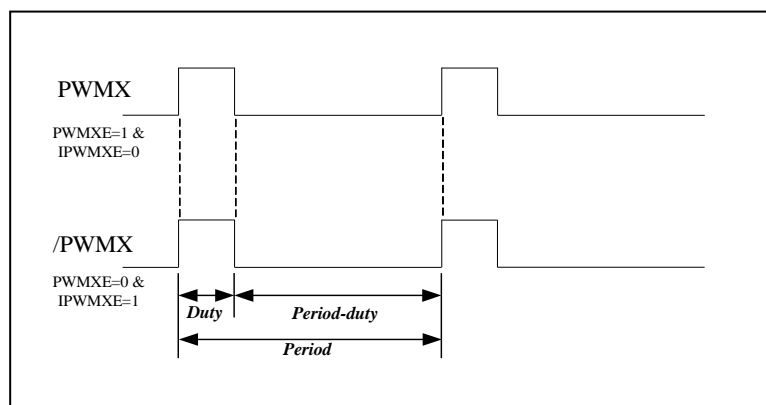 PWMX
PWMXE=1 &
IPWMXE=0
/PWMX
PWMXE=0 &
IPWMXE=1
Duty
Period-duty
Period